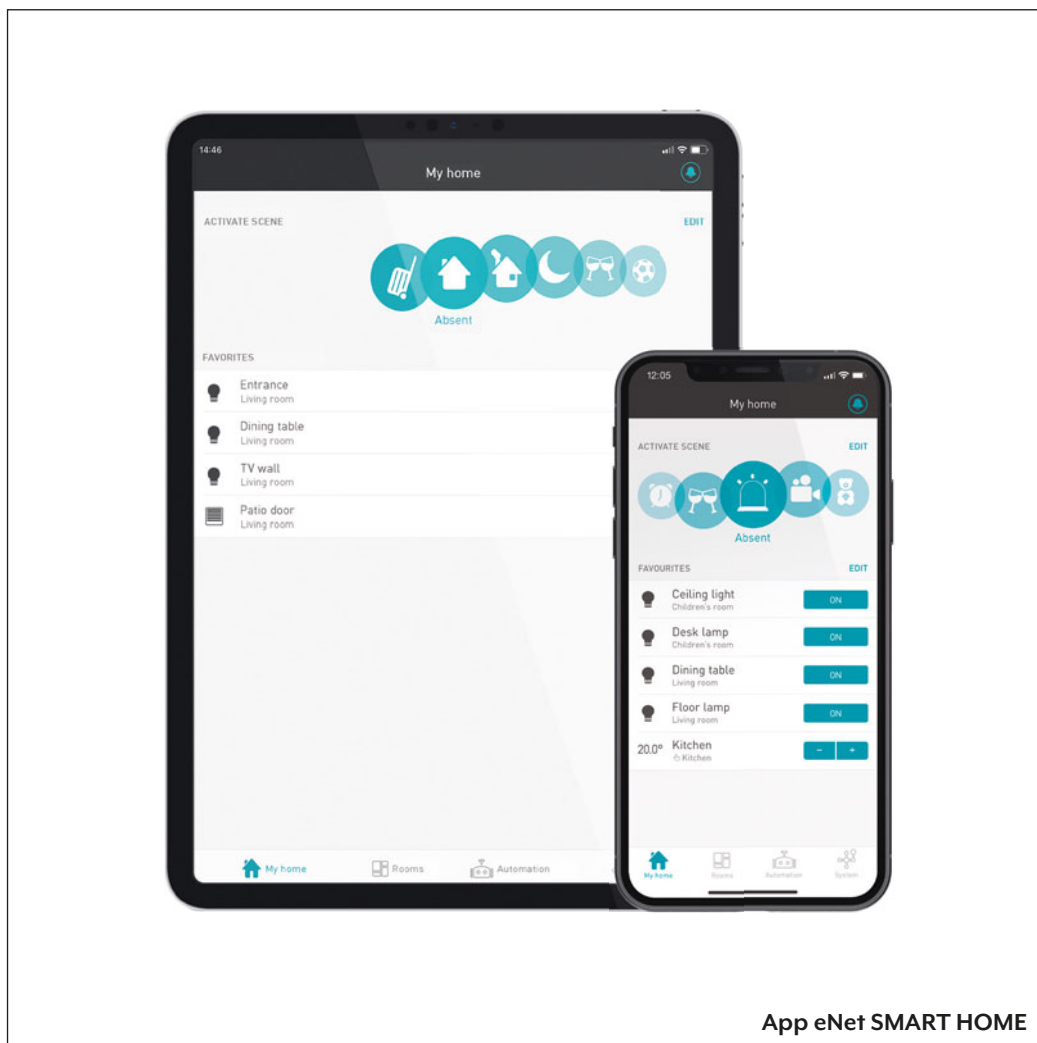 14:46
My home
ACTIVATE SCENE
EDIT
Absent
FAVORITES
Entrance
Living room
Dining table
Living room
TV wall
Living room
Patio door
Living room
My home
Rooms
Automation
12:05
My home
ACTIVATE SCENE
EDIT
Absent
FAVOURITES
EDIT
Ceiling light
ON
Children's room
Desk lamp
ON
Children's room
Dining table
ON
Living room
Floor lamp
ON
Living room
20.0° Kitchen
- +
Kitchen
My home
Rooms
Automation
System
App eNet SMART HOME